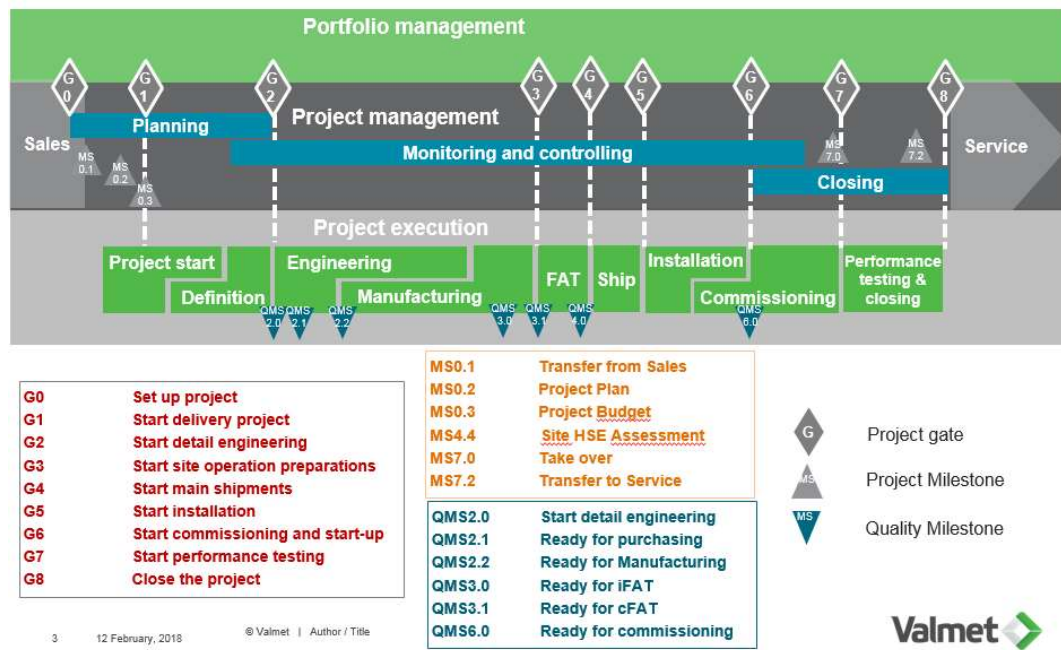 Portfolio management
G 0
G 1
G 2
G 3
G 4
G 5
G 6
G 7
G 8
Project management
Planning
Sales
Monitoring and controlling
Service
Closing
MS 0.1
MS 0.2
MS 0.3
MS 7.0
MS 7.2
Project execution
Project start
Definition
Engineering
Manufacturing
FAT
Ship
Installation
Commissioning
Performance
testing &
closing
QMS 2.0
QMS 2.1
QMS 2.2
QMS 3.0
QMS 3.1
QMS 4.0
QMS 6.0
G0 Set up project
G1 Start delivery project
G2 Start detail engineering
G3 Start site operation preparations
G4 Start main shipments
G5 Start installation
G6 Start commissioning and start-up
G7 Start performance testing
G8 Close the project
MS0.1 Transfer from Sales
MS0.2 Project Plan
MS0.3 Project Budget
MS4.4 Site HSE Assessment
MS7.0 Take over
MS7.2 Transfer to Service
QMS2.0 Start detail engineering
QMS2.1 Ready for purchasing
QMS2.2 Ready for Manufacturing
QMS3.0 Ready for iFAT
QMS3.1 Ready for cFAT
QMS6.0 Ready for commissioning
G Project gate
MS Project Milestone
MS Quality Milestone
3 12 February, 2018 © Valmet | Author / Title
Valmet